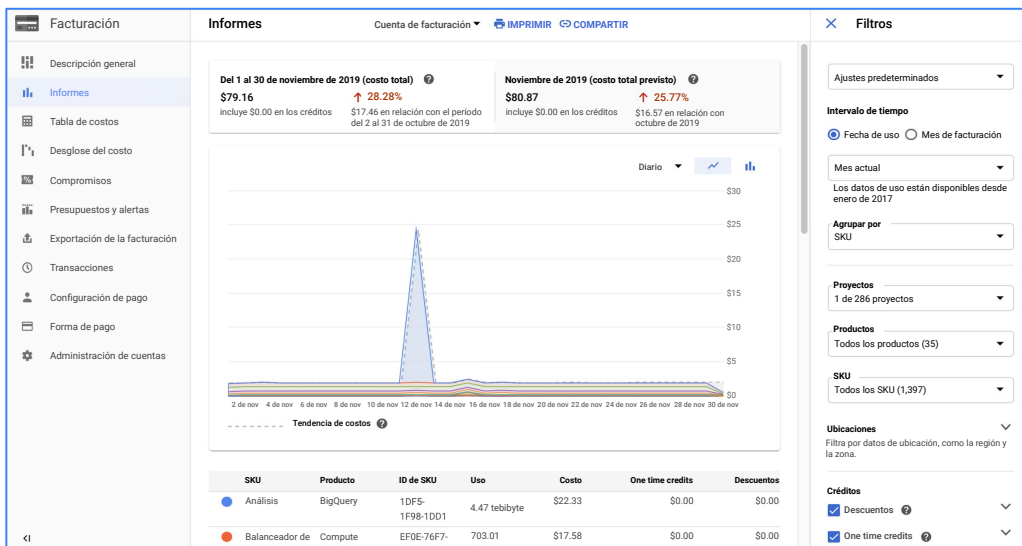 Facturación
Descripción general
Informes
Tabla de costos
Desglose del costo
Compromisos
Presupuestos y alertas
Exportación de la facturación
Transacciones
Configuración de pago
Forma de pago
Administración de cuentas
Informes
Cuenta de facturación
IMPRIMIR
COMPARTIR
Del 1 al 30 de noviembre de 2019 (costo total)
$79.16
28.28%
incluye $0.00 en los créditos
$17.46 en relación con el período
del 2 al 31 de octubre de 2019
Noviembre de 2019 (costo total previsto)
$80.87
25.77%
incluye $0.00 en los créditos
$16.57 en relación con
octubre de 2019
Diario
$30
$25
$20
$15
$10
$5
$0
2 de nov 4 de nov 6 de nov 8 de nov 10 de nov 12 de nov 14 de nov 16 de nov 18 de nov 20 de nov 22 de nov 24 de nov 26 de nov 28 de nov 30 de nov
Tendencia de costos
SKU Producto ID de SKU Uso Costo One time credits Descuentos
Análisis BigQuery 1DF5- 4.47 tebibyte $22.33 $0.00 $0.00
1F98-1DD1
Balanceador de Compute EF0E-76F7- 703.01 $17.58 $0.00 $0.00
Filtros
Ajustes predeterminados
Intervalo de tiempo
Fecha de uso
Mes de facturación
Mes actual
Los datos de uso están disponibles desde
enero de 2017
Agrupar por
SKU
Proyectos
1 de 286 proyectos
Productos
Todos los productos (35)
SKU
Todos los SKU (1,397)
Ubicaciones
Filtra por datos de ubicación, como la región y
la zona.
Créditos
Descuentos
One time credits